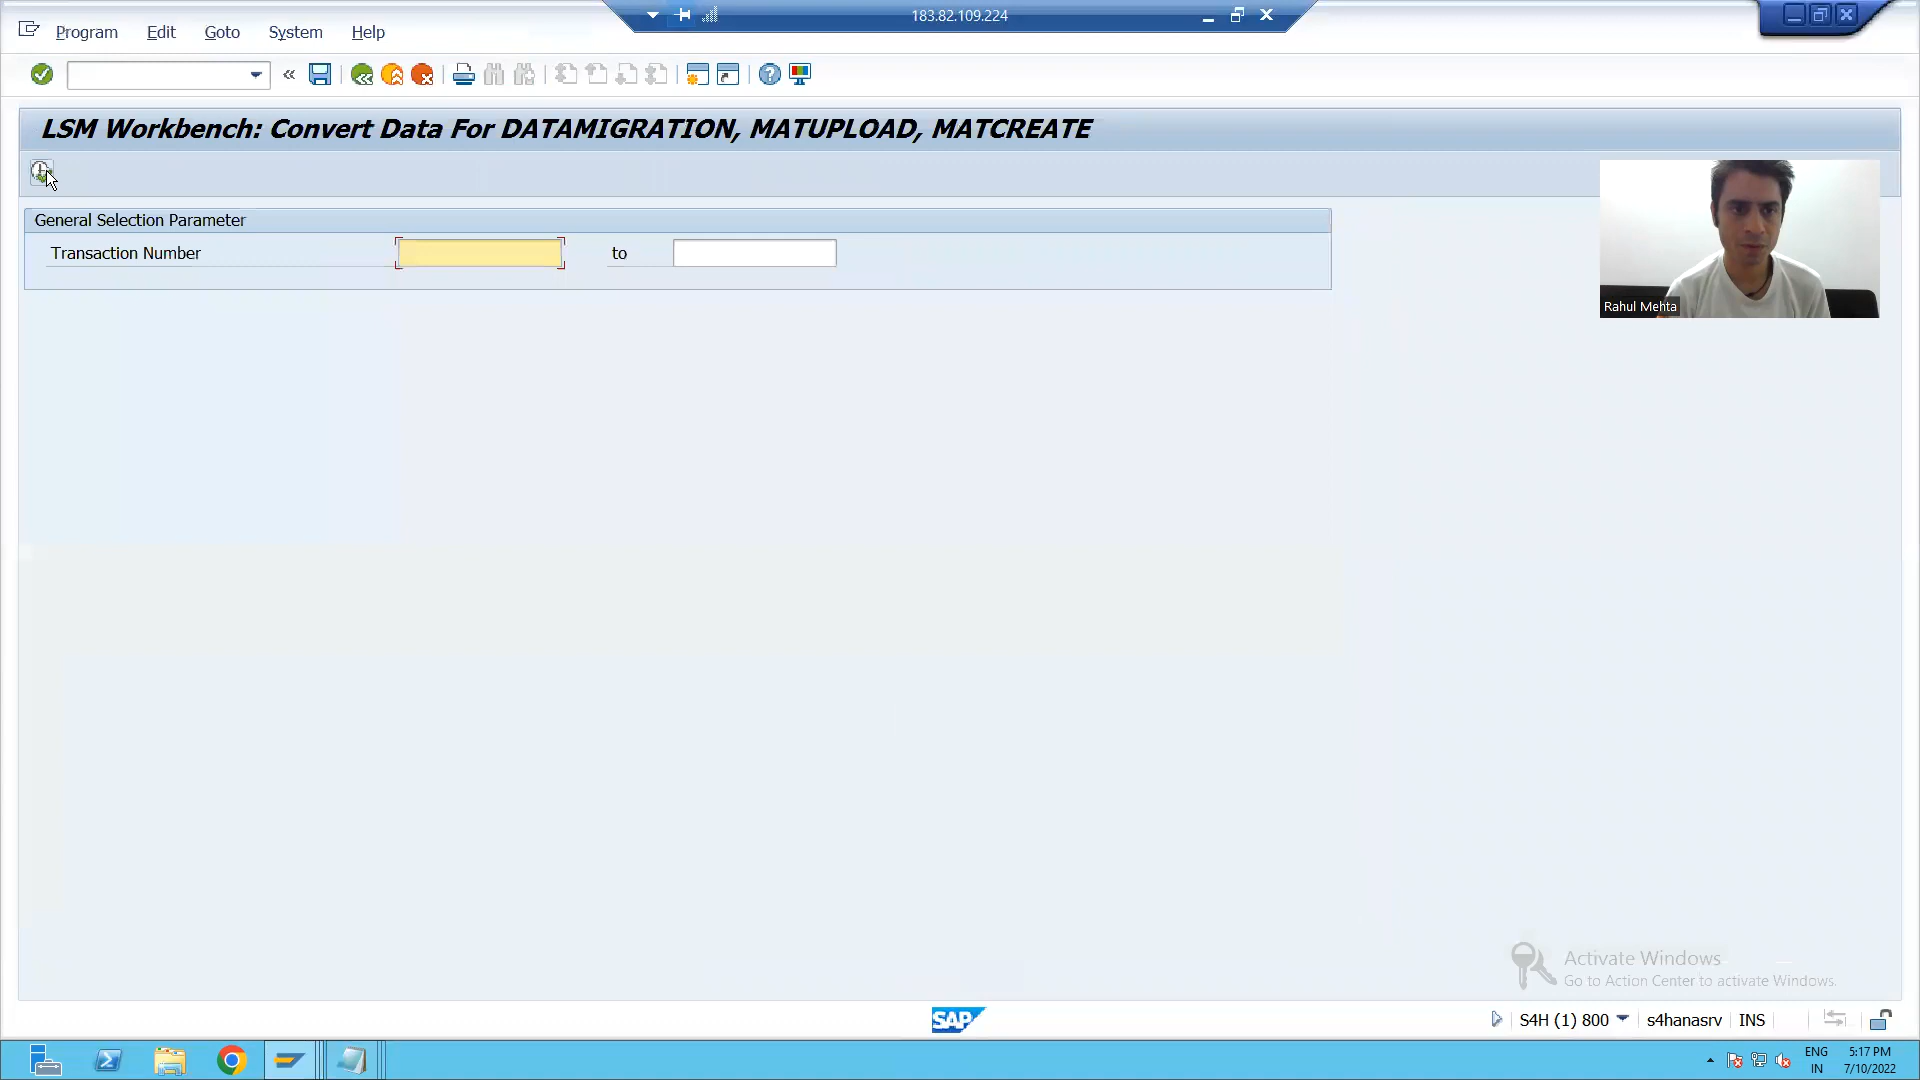 183.82.109.224
Program Edit Goto System Help
LSM Workbench: Convert Data For DATAMIGRATION, MATUPLOAD, MATCREATE
General Selection Parameter
Transaction Number to
Rahul Mehta
Activate Windows
Go to Action Center to activate Windows.
SAP
S4H (1) 800 s4hanasrv INS
ENG 5:17 PM
IN 7/10/2022